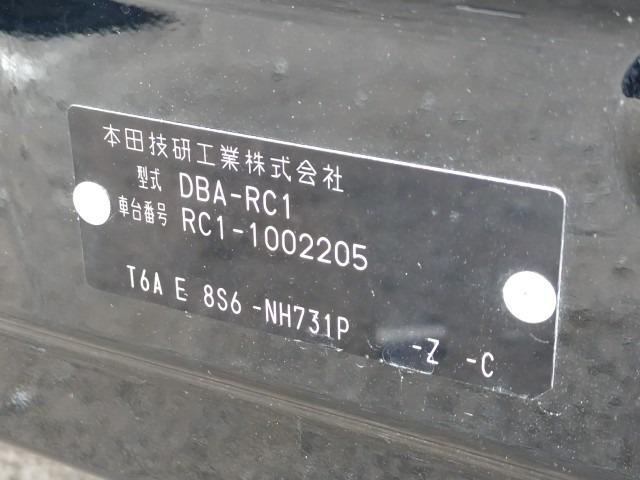 本田技研工業株式会社
型式 DBA-RC1
車台番号 RC1-1002205
T6A E 8S6 -NH731P -Z -C